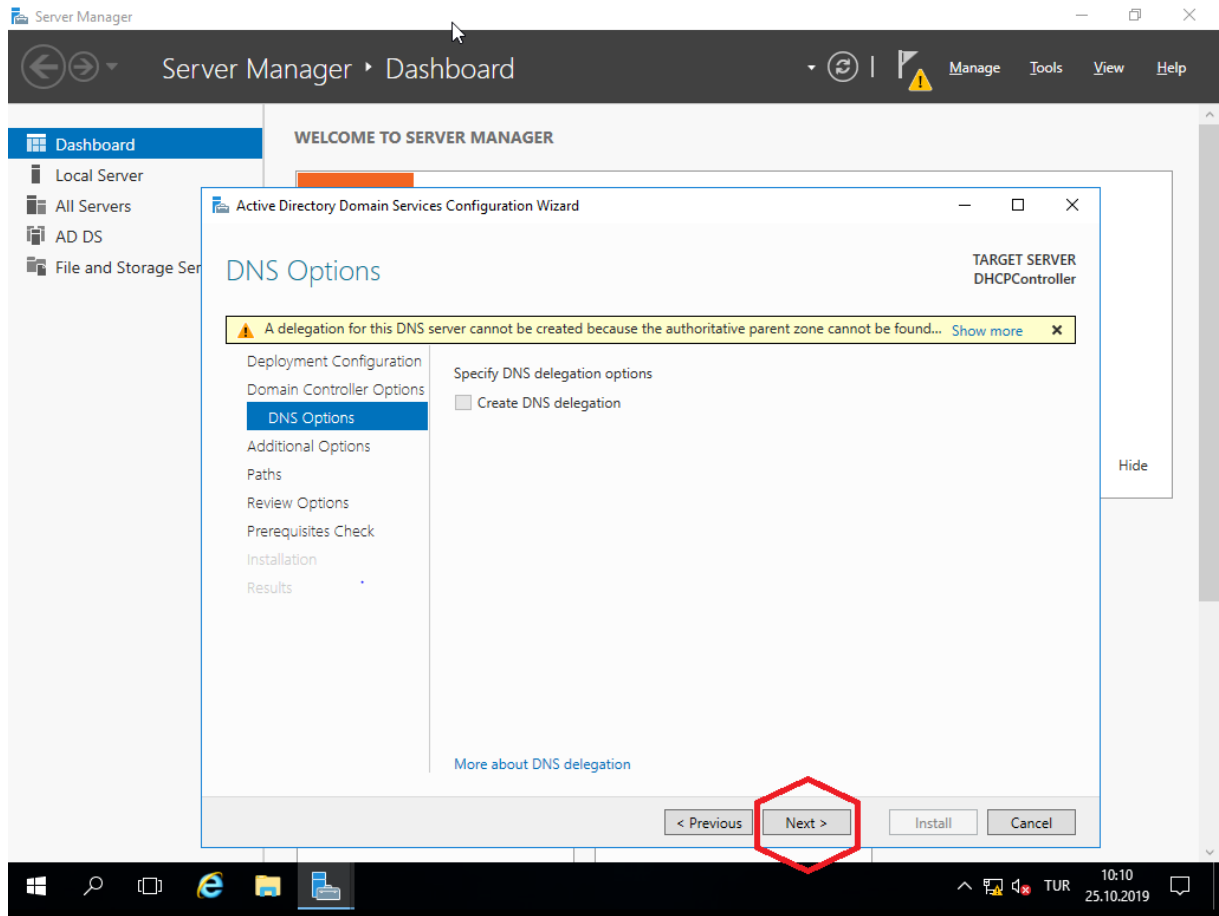 Server Manager
Server Manager • Dashboard
Manage Tools View Help
Dashboard
Local Server
All Servers
AD DS
File and Storage Ser
WELCOME TO SERVER MANAGER
Active Directory Domain Services Configuration Wizard
DNS Options
TARGET SERVER
DHCPController
A delegation for this DNS server cannot be created because the authoritative parent zone cannot be found... Show more
Deployment Configuration
Domain Controller Options
DNS Options
Additional Options
Paths
Review Options
Prerequisites Check
Installation
Results
Specify DNS delegation options
Create DNS delegation
More about DNS delegation
Hide
< Previous Next > Install Cancel
TUR
10:10
25.10.2019